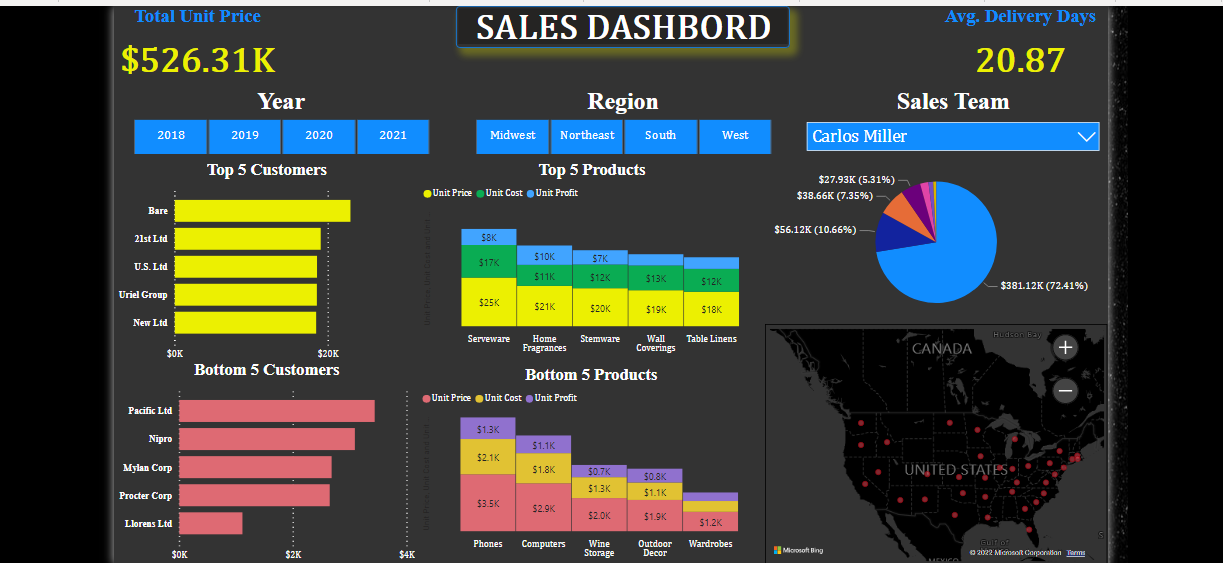 Total Unit Price
SALES DASHBORD
Avg. Delivery Days
$526.31K
20.87
Year
Region
Sales Team
2018 2019 2020 2021
Midwest Northeast South West
Carlos Miller
Top 5 Customers
Bare
21st Ltd
U.S. Ltd
Uriel Group
New Ltd
$0K $20K
Top 5 Products
Unit Price Unit Cost Unit Profit
$8K
$17K
$25K
$10K
$11K
$21K
$7K
$12K
$20K
$13K
$19K
$12K
$18K
Serveware
Home
Fragrances
Stemware
Wall
Coverings
Table Linens
$27.93K (5.31%)
$38.66K (7.35%)
$56.12K (10.66%)
$381.12K (72.41%)
Bottom 5 Customers
Pacific Ltd
Nipro
Mylan Corp
Procter Corp
Llorens Ltd
$0K $2K $4K
Bottom 5 Products
Unit Price Unit Cost Unit Profit
$1.3K
$2.1K
$3.5K
$1.1K
$1.8K
$2.9K
$0.7K
$1.3K
$2.0K
$0.8K
$1.1K
$1.9K
$1.2K
Phones
Computers
Wine
Storage
Outdoor
Decor
Wardrobes
Hudson Bay
CANADA
+
−
UNITED STATES
Gulf of
MEXICO
Microsoft Bing
© 2022 Microsoft Corporation Terms